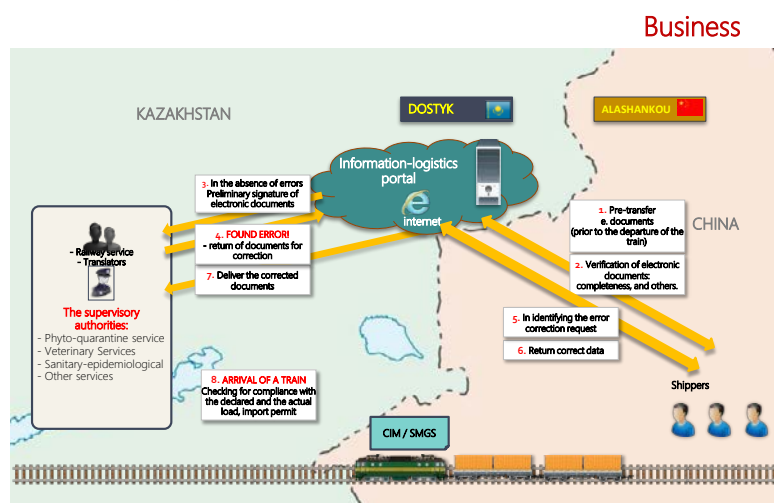 Business
KAZAKHSTAN
DOSTYK
ALASHANKOU
Information-logistics
portal
internet
3. In the absence of errors
Preliminary signature of
electronic documents
4. FOUND ERROR!
- return of documents for
correction
7. Deliver the corrected
documents
1. Pre-transfer
e. documents
(prior to the departure of the
train)
CHINA
2. Verification of electronic
documents:
completeness, and others.
5. In identifying the error
correction request
6. Return correct data
- Railway service
- Translators
The supervisory
authorities:
- Phyto-quarantine service
- Veterinary Services
- Sanitary-epidemiological
- Other services
8. ARRIVAL OF A TRAIN
Checking for compliance with
the declared and the actual
load, import permit
Shippers
CIM / SMGS